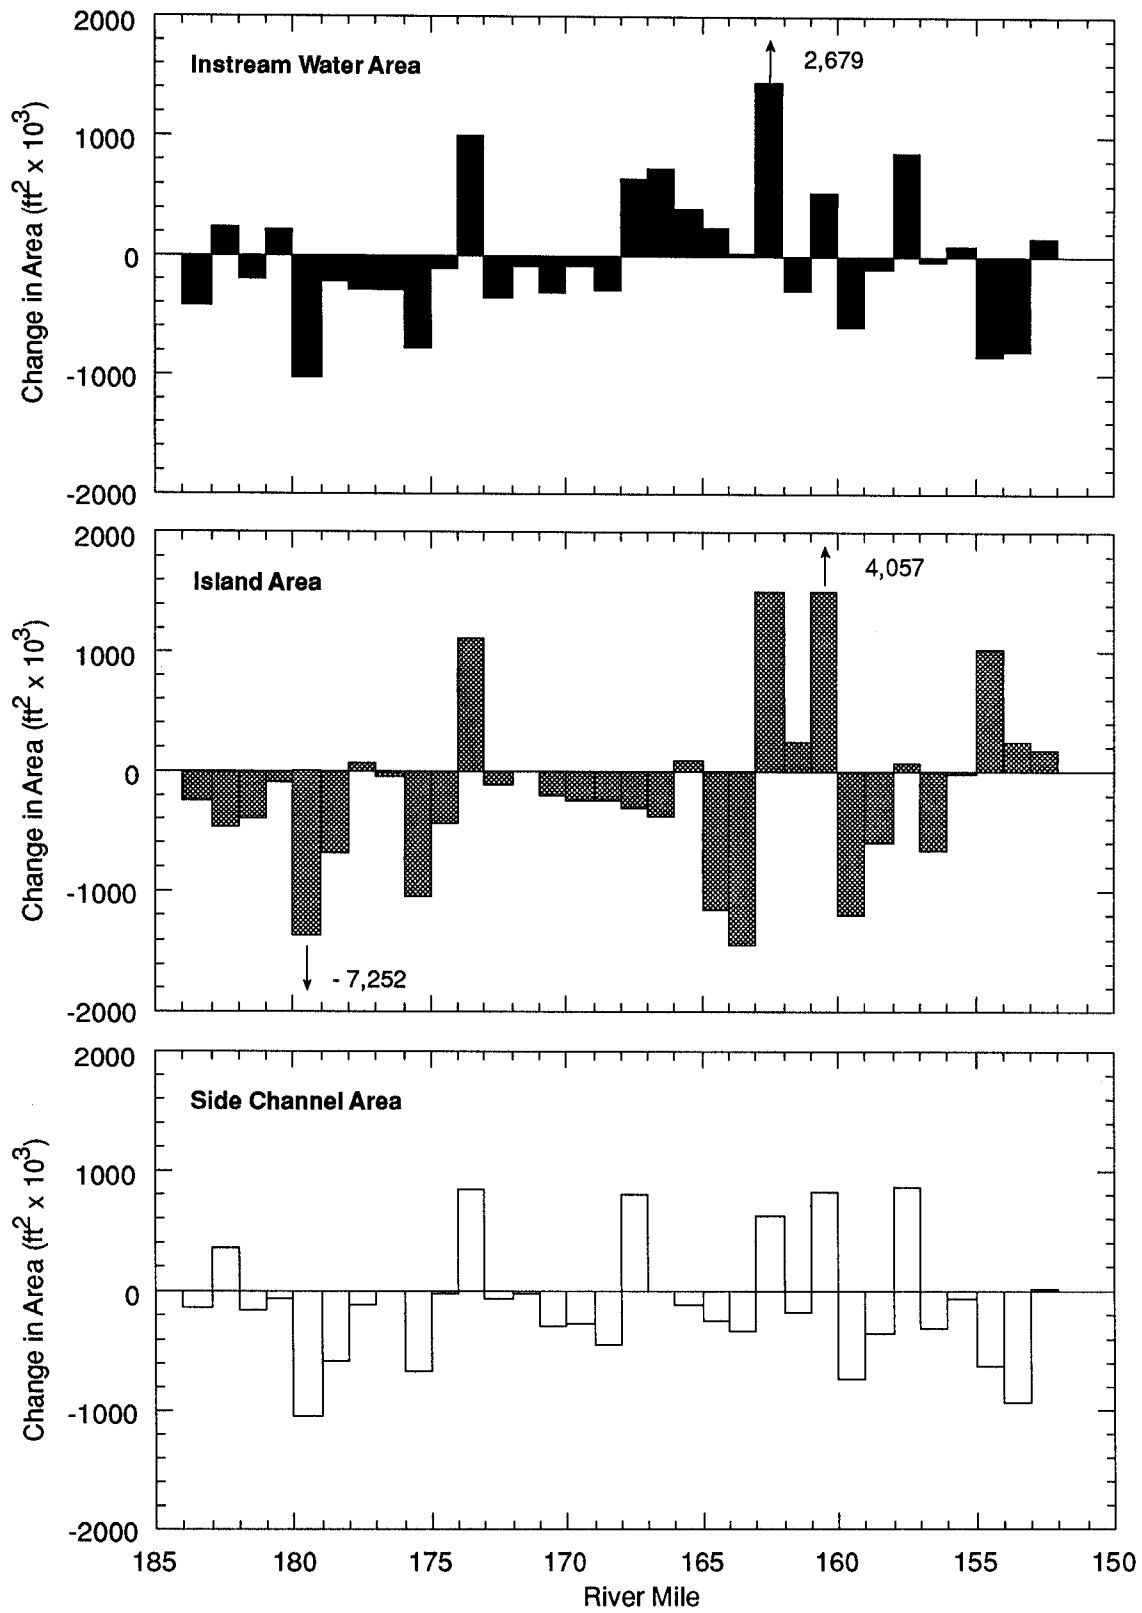 2000
Instream Water Area
2,679
1000
0
-1000
-2000
Change in Area (ft² x 10³)
2000
Island Area
4,057
1000
0
-1000
- 7,252
-2000
Change in Area (ft² x 10³)
2000
Side Channel Area
1000
0
-1000
-2000
Change in Area (ft² x 10³)
185 180 175 170 165 160 155 150
River Mile